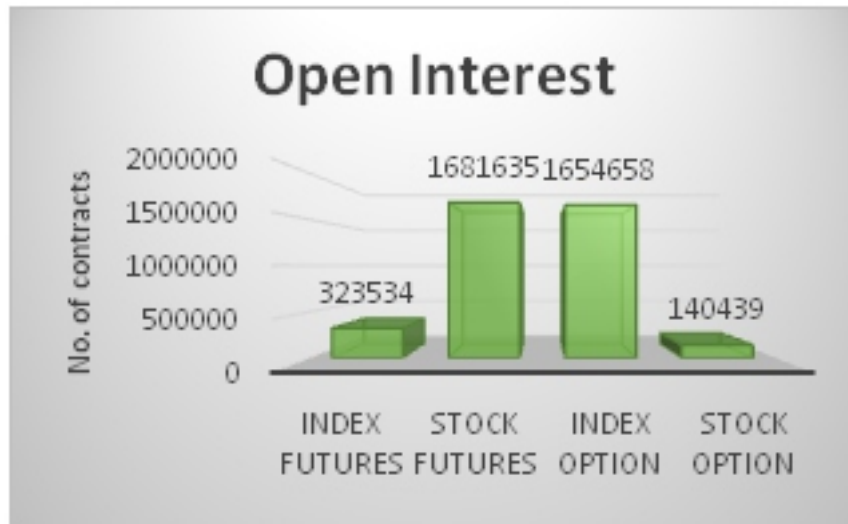 Open Interest
No. of contracts
2000000
1500000
1000000
500000
0
323534
1681635
1654658
140439
INDEX FUTURES
STOCK FUTURES
INDEX OPTION
STOCK OPTION